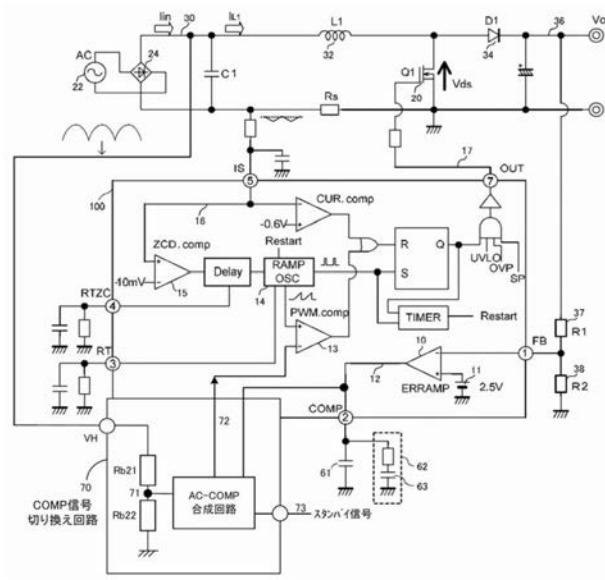 Iin
30
IL1
L1
32
D1
34
36
Vo
AC
22
24
C1
Q1
20
Vds
Rs
17
IS
5
OUT
7
100
16
CUR.comp
-0.6V
Restart
ZCD.comp
-10mV
15
Delay
RAMP
OSC
14
R
Q
S
UVLO
OVP
SP
RTZC
4
PWM.comp
13
TIMER
Restart
RT
3
10
12
ERRAMP
11
2.5V
1
FB
37
R1
38
R2
72
COMP
2
VH
70
Rb21
71
Rb22
AC-COMP
合成回路
61
62
63
73
スタンバイ信号
COMP信号
切り換え回路